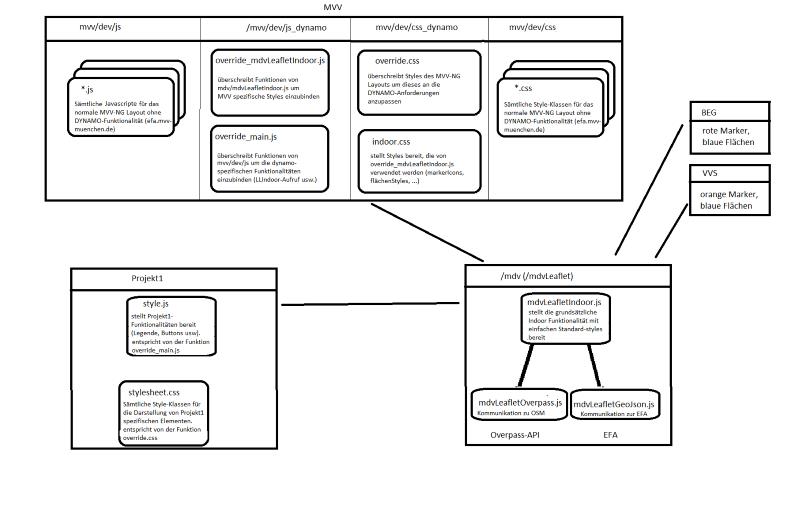 MVV
mvv/dev/js
/mvv/dev/js_dynamo
mvv/dev/css_dynamo
mvv/dev/css
*.js
Sämtliche Javascripte für das
normale MVV-NG Layout ohne
DYNAMO-Funktionalität (efa.mvv-
muenchen.de)
override_mdvLeafletIndoor.js
überschreibt Funktionen von
mdv/mdvLeafletIndoor.js um
MVV spezifische Styles einzubinden
override_main.js
überschreibt Funktionen von
mvv/dev/js um die dynamo-
spezifischen Funktionalitäten
einzubinden (LLIndoor-Aufruf usw.)
override.css
überschreibt Styles des MVV-NG
Layouts um dieses an die
DYNAMO-Anforderungen
anzupassen
indoor.css
stellt Styles bereit, die von
override_mdvLeafletIndoor.js
verwendet werden (markerIcons,
flächenStyles, ...)
*.css
Sämtliche Style-Klassen für das
normale MVV-NG Layout ohne
DYNAMO-Funktionalität (efa.mvv-
muenchen.de)
BEG
rote Marker,
blaue Flächen
VVS
orange Marker,
blaue Flächen
Projekt1
style.js
stellt Projekt1-
Funktionalitäten bereit
(Legende, Buttons usw).
entspricht von der Funktion
override_main.js
stylesheet.css
Sämtliche Style-Klassen für
die Darstellung von Projekt1
spezifischen Elementen.
entspricht von der Funktion
override.css
/mdv (/mdvLeaflet)
mdvLeafletIndoor.js
stellt die grundsätzliche
Indoor Funktionalität mit
einfachen Standard-styles
bereit
mdvLeafletOverpass.js
Kommunikation zu OSM
mdvLeafletGeoJson.js
Kommunikation zur EFA
Overpass-API
EFA